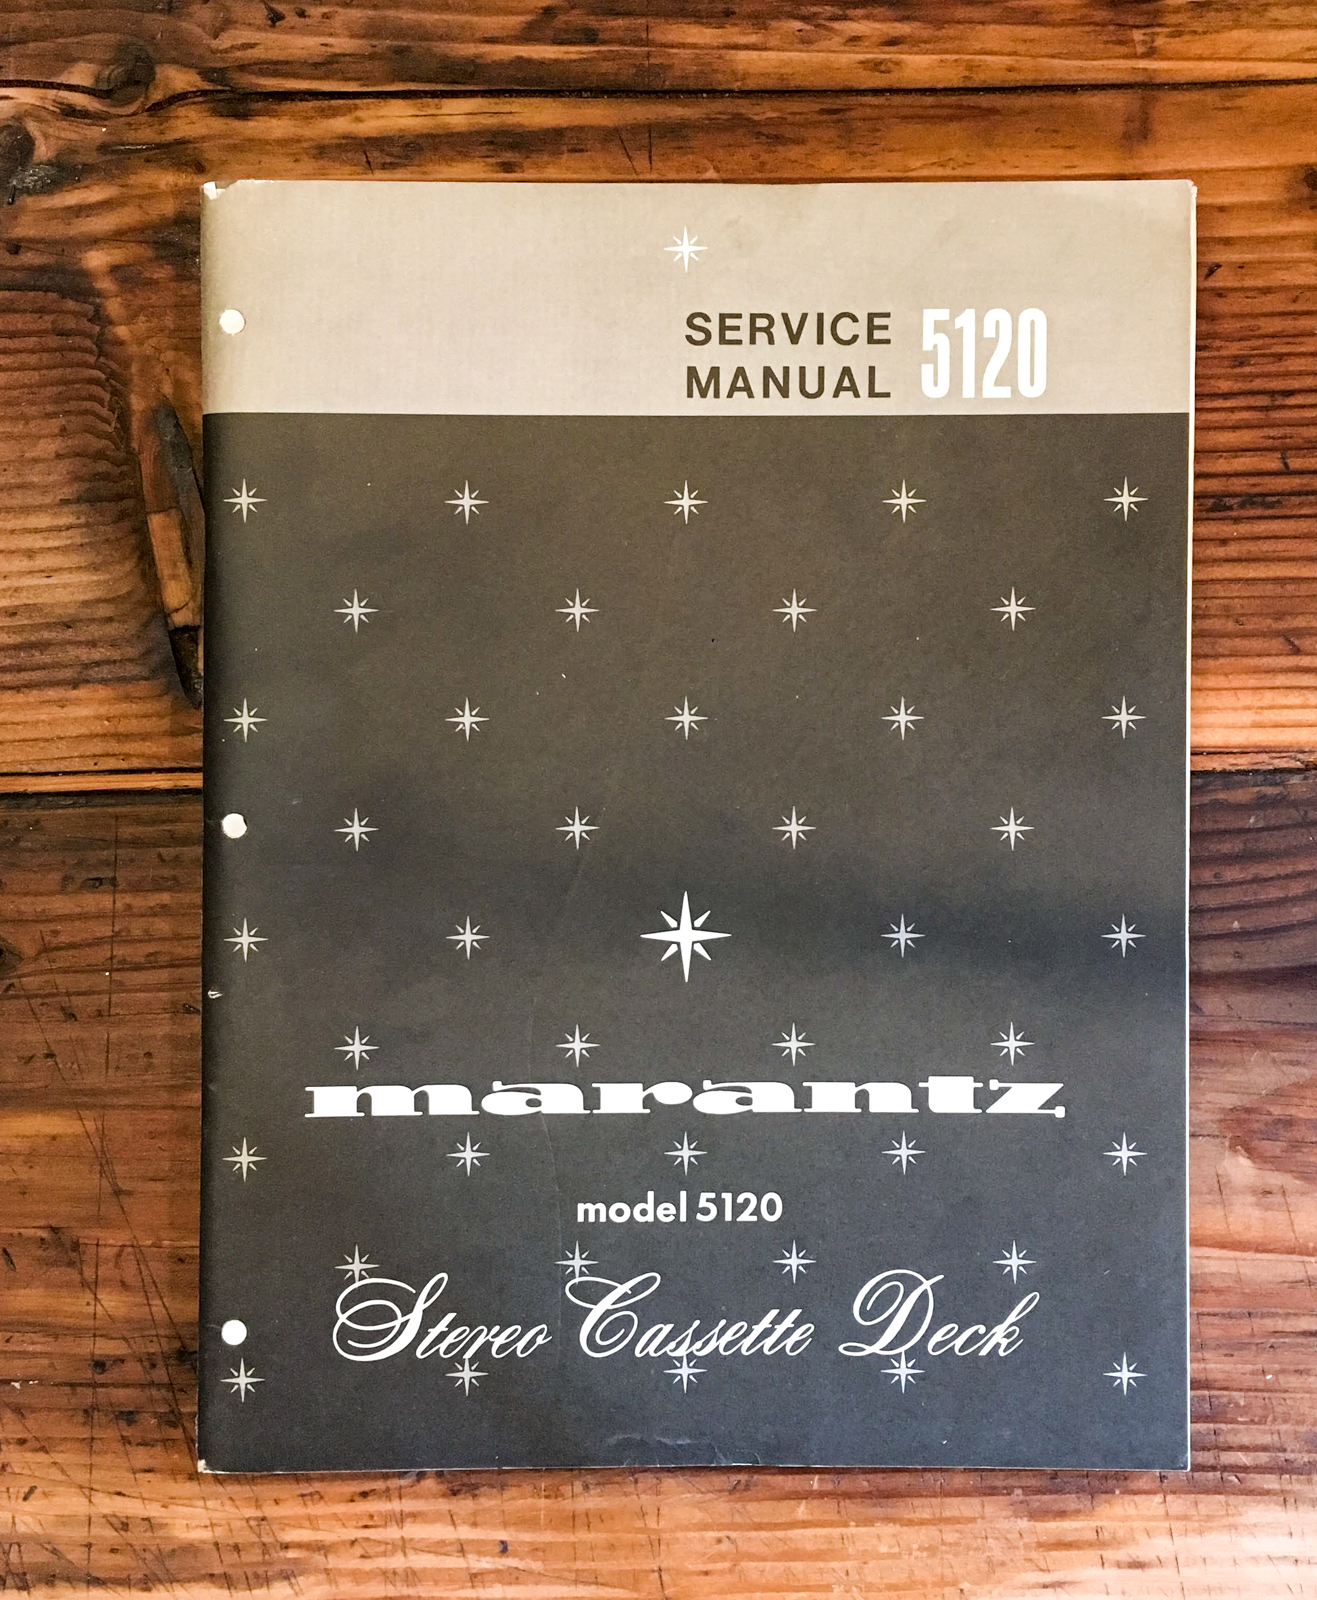 SERVICE
MANUAL 5120
marantz
model 5120
Stereo Cassette Deck